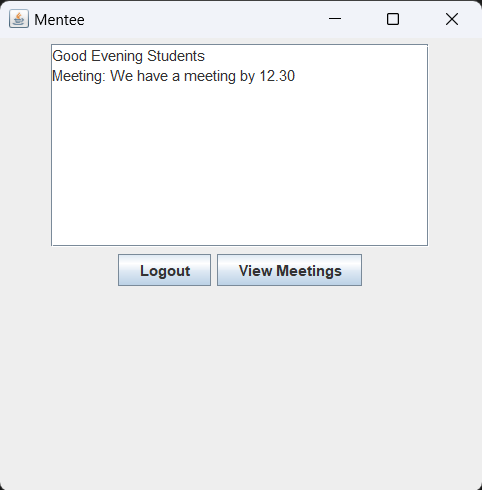 Mentee
Good Evening Students
Meeting: We have a meeting by 12.30
Logout
View Meetings